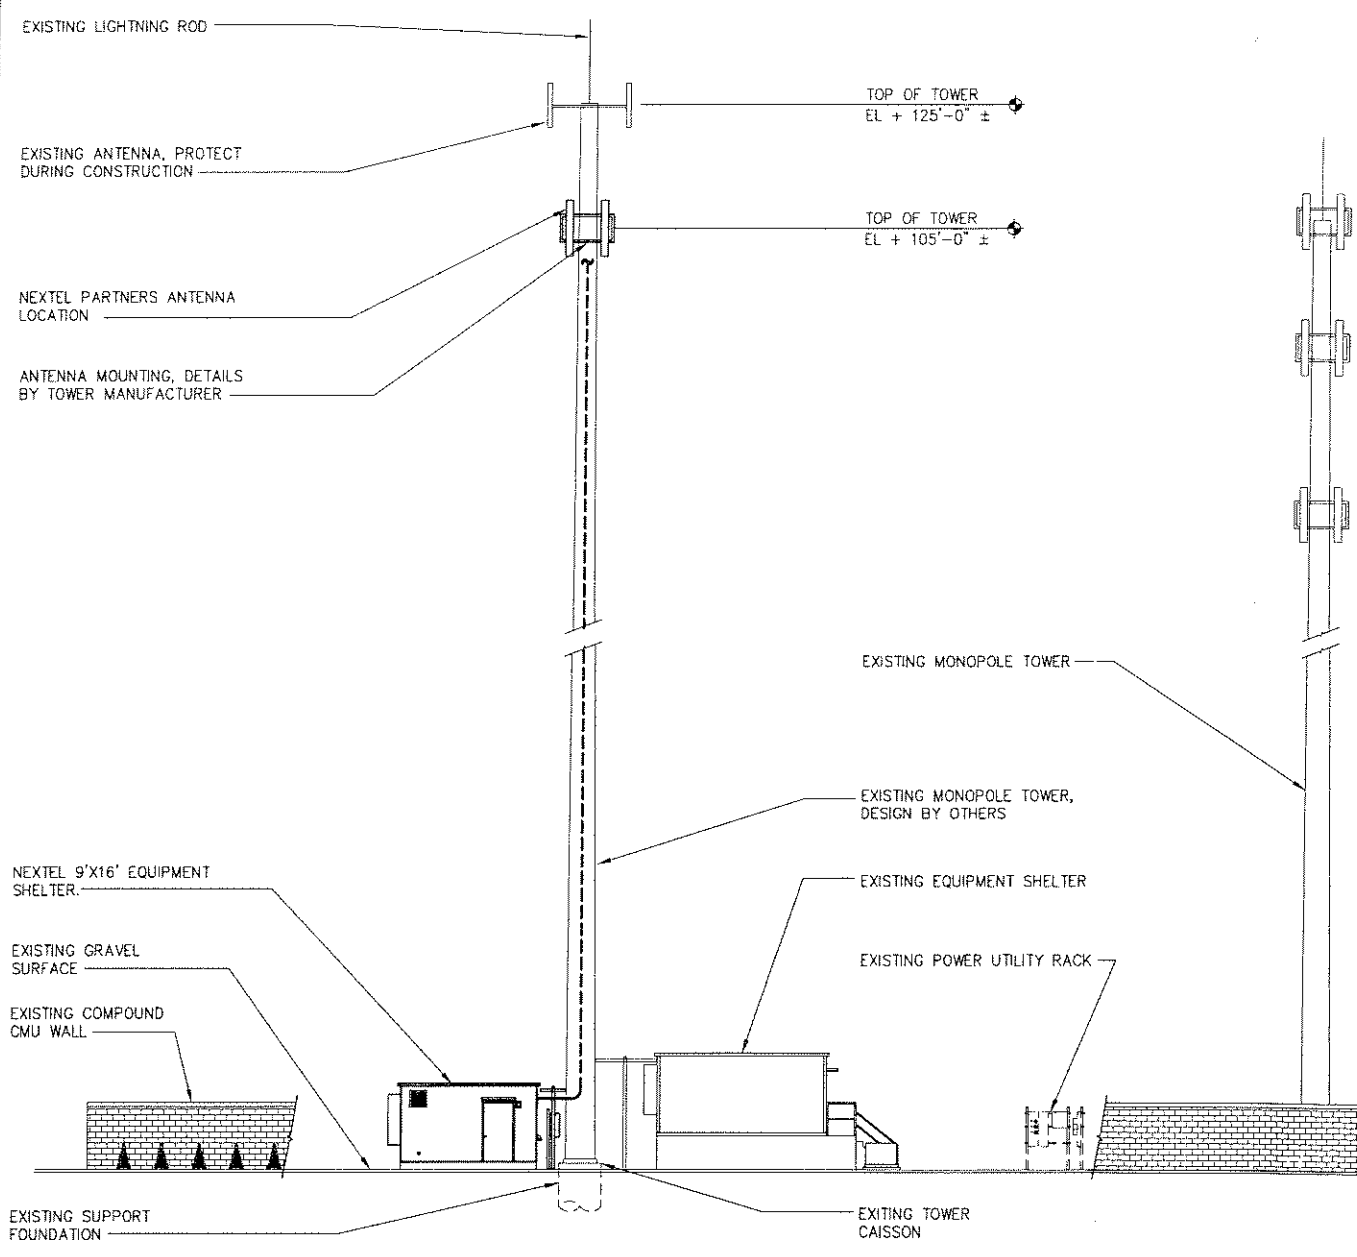 EXISTING LIGHTNING ROD
TOP OF TOWER
EL + 125'-0" ±
EXISTING ANTENNA, PROTECT
DURING CONSTRUCTION
TOP OF TOWER
EL + 105'-0" ±
NEXTEL PARTNERS ANTENNA
LOCATION
ANTENNA MOUNTING, DETAILS
BY TOWER MANUFACTURER
EXISTING MONOPOLE TOWER
EXISTING MONOPOLE TOWER,
DESIGN BY OTHERS
NEXTEL 9'X16' EQUIPMENT
SHELTER.
EXISTING EQUIPMENT SHELTER
EXISTING GRAVEL
SURFACE
EXISTING POWER UTILITY RACK
EXISTING COMPOUND
CMU WALL
EXISTING SUPPORT
FOUNDATION
EXITING TOWER
CAISSON